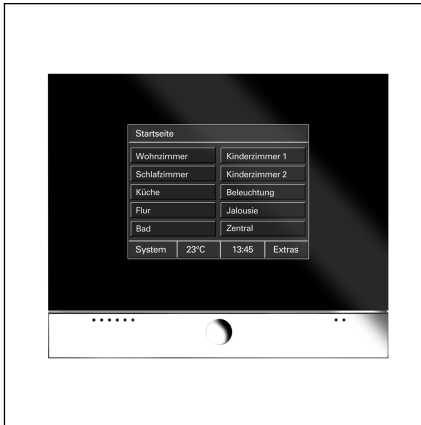 Startseite
Wohnzimmer Kinderzimmer 1
Schlafzimmer Kinderzimmer 2
Küche Beleuchtung
Flur Jalousie
Bad Zentral
System 23°C 13:45 Extras